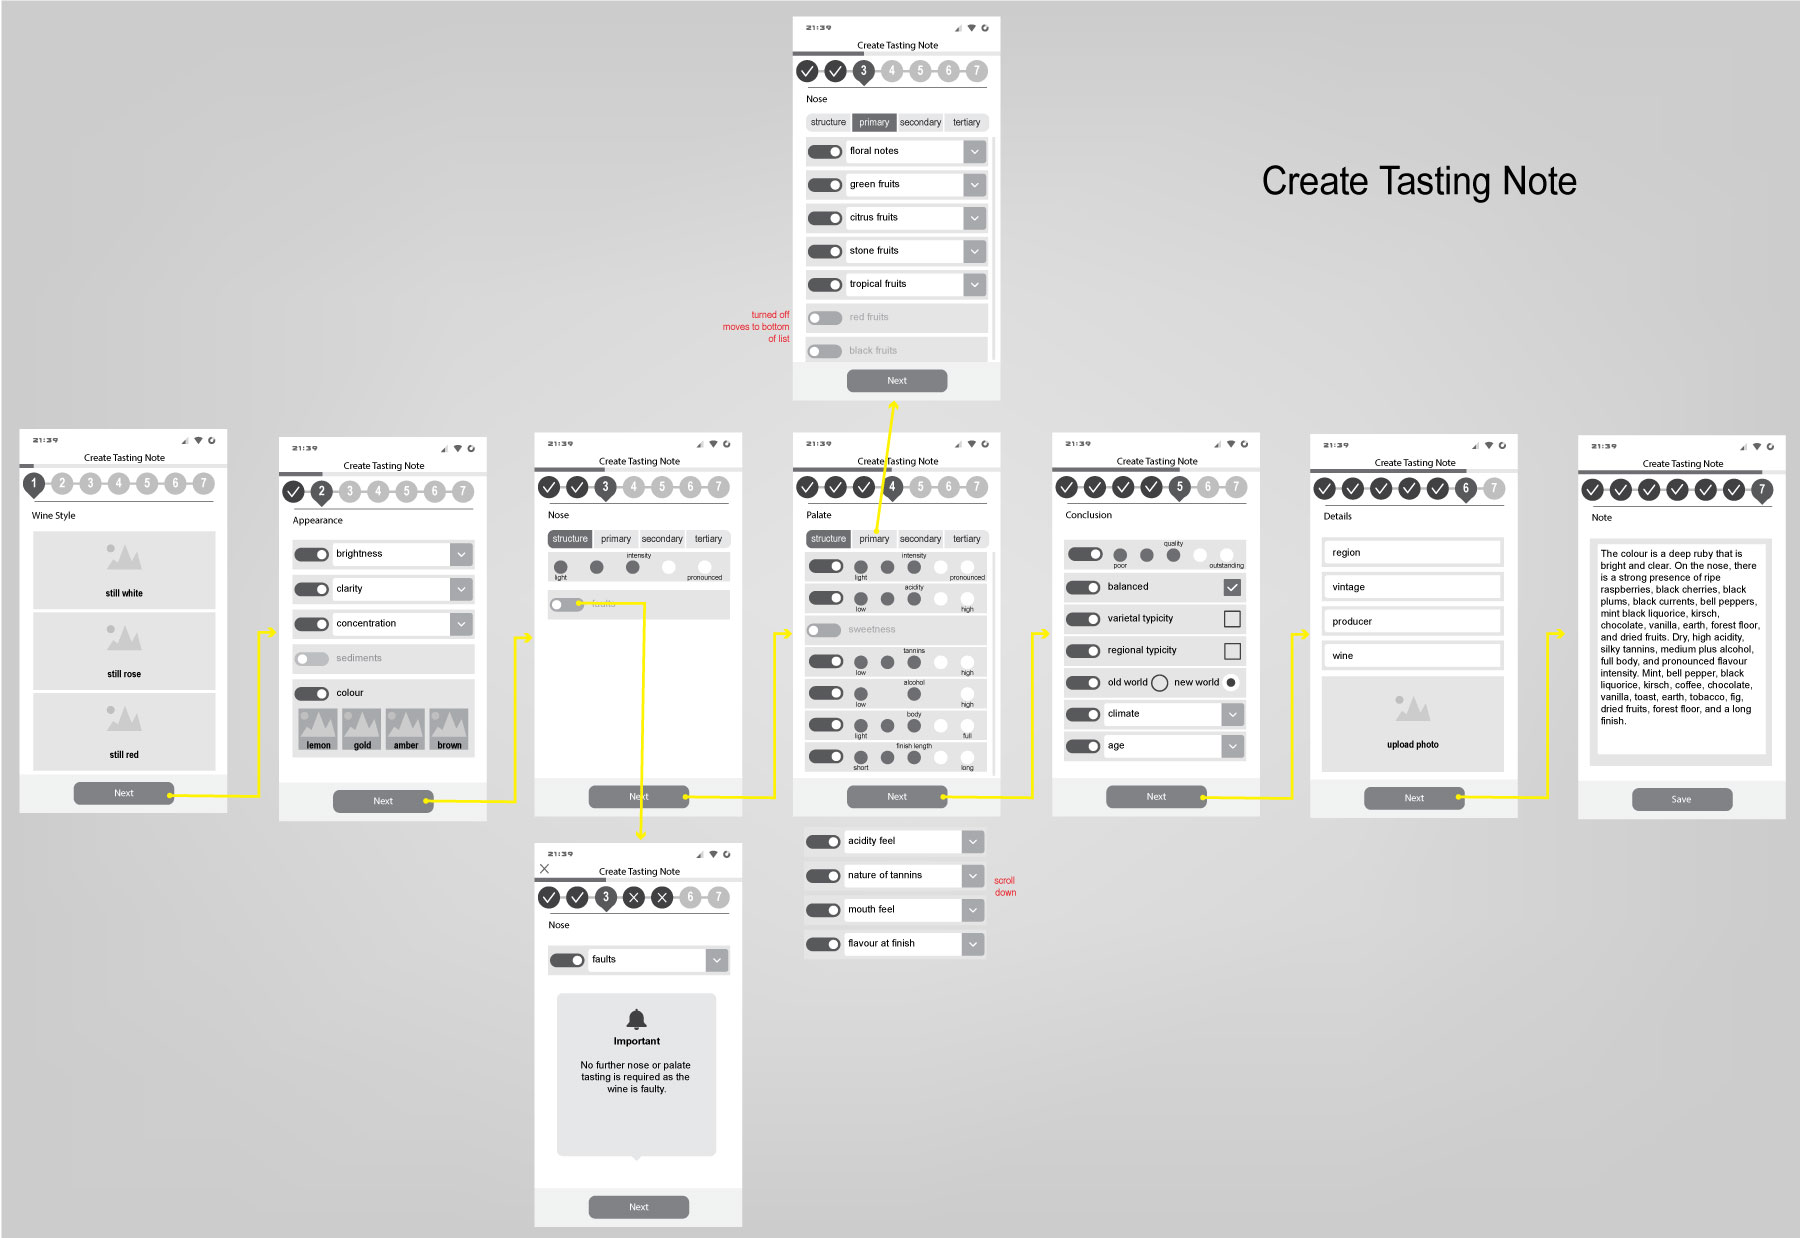 Create Tasting Note
21:39
Create Tasting Note
3 4 5 6 7
Nose
structure primary secondary tertiary
floral notes
green fruits
citrus fruits
stone fruits
tropical fruits
red fruits
black fruits
Next
turned off
moves to bottom
of list
21:39
Create Tasting Note
1 2 3 4 5 6 7
Wine Style
still white
still rose
still red
Next
21:39
Create Tasting Note
2 3 4 5 6 7
Appearance
brightness
clarity
concentration
sediments
colour
lemon gold amber brown
Next
21:39
Create Tasting Note
3 4 5 6 7
Nose
structure primary secondary tertiary
intensity
light pronounced
faults
Next
21:39
Create Tasting Note
4 5 6 7
Palate
structure primary secondary tertiary
intensity
light pronounced
acidity
low high
sweetness
tannins
low high
alcohol
low high
body
light full
finish length
short long
Next
acidity feel
nature of tannins
mouth feel
flavour at finish
scroll
down
21:39
Create Tasting Note
5 6 7
Conclusion
quality
poor outstanding
balanced
varietal typicity
regional typicity
old world new world
climate
age
Next
21:39
Create Tasting Note
6 7
Details
region
vintage
producer
wine
upload photo
Next
21:39
Create Tasting Note
7
Note
The colour is a deep ruby that is
bright and clear. On the nose, there
is a strong presence of ripe
raspberries, black cherries, black
plums, black currents, bell peppers,
mint black liquorice, kirsch,
chocolate, vanilla, earth, forest floor,
and dried fruits. Dry, high acidity,
silky tannins, medium plus alcohol,
full body, and pronounced flavour
intensity. Mint, bell pepper, black
liquorice, kirsch, coffee, chocolate,
vanilla, toast, earth, tobacco, fig,
dried fruits, forest floor, and a long
finish.
Save
21:39
Create Tasting Note
3 6 7
Nose
faults
Important
No further nose or palate
tasting is required as the
wine is faulty.
Next